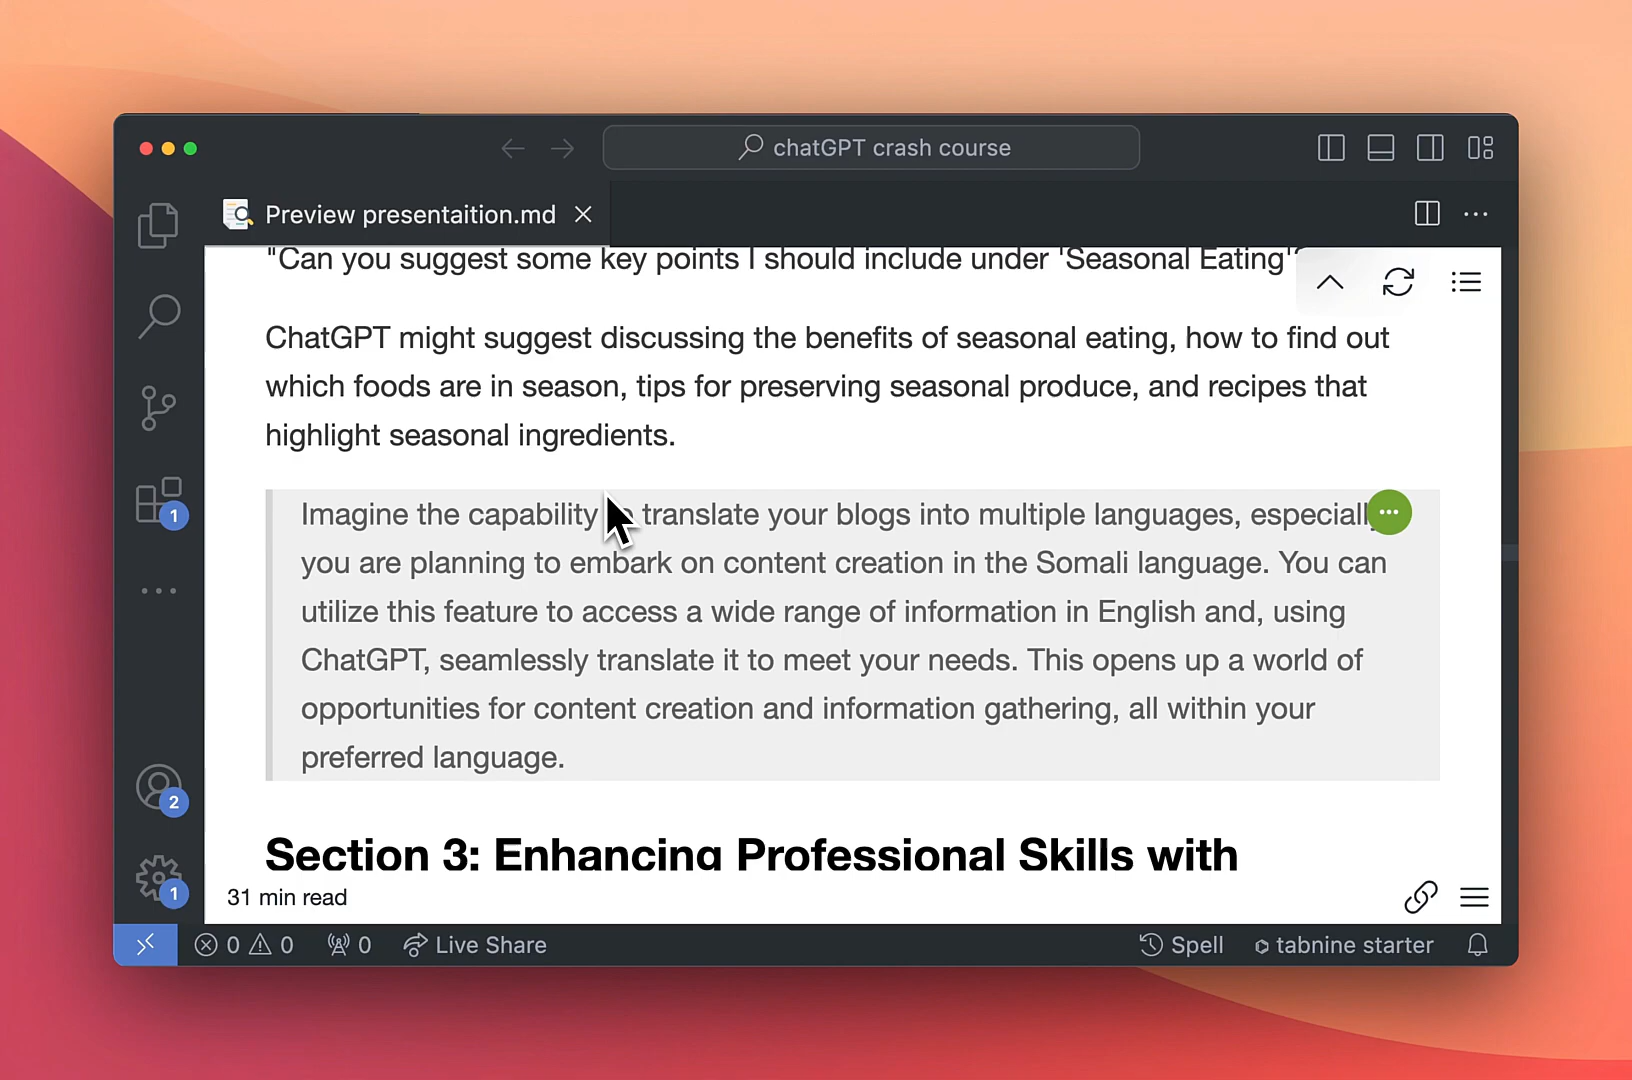 chatGPT crash course
Preview presentaition.md
"Can you suggest some key points I should include under 'Seasonal Eating'
ChatGPT might suggest discussing the benefits of seasonal eating, how to find out
which foods are in season, tips for preserving seasonal produce, and recipes that
highlight seasonal ingredients.
Imagine the capability translate your blogs into multiple languages,
you are planning to embark on content creation in the Somali language. You can
utilize this feature to access a wide range of information in English and, using
ChatGPT, seamlessly translate it to meet your needs. This opens up a world of
opportunities for content creation and information gathering, all within your
preferred language.
Section 3: Enhancing Professional Skills with
31 min read
1
2
1
0 0 0 Live Share Spell tabnine starter